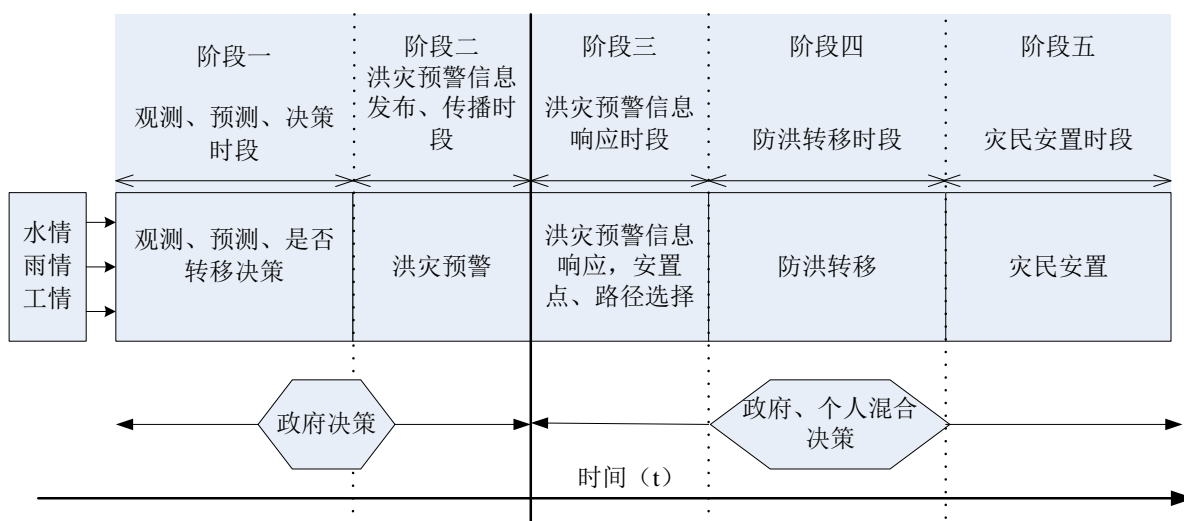 阶段一
观测、预测、决策
时段
阶段二
洪灾预警信息
发布、传播时
段
阶段三
洪灾预警信息
响应时段
阶段四
防洪转移时段
阶段五
灾民安置时段
水情
雨情
工情
观测、预测、是否
转移决策
洪灾预警
洪灾预警信息
响应，安置
点、路径选择
防洪转移
灾民安置
政府决策
政府、个人混合
决策
时间（t）